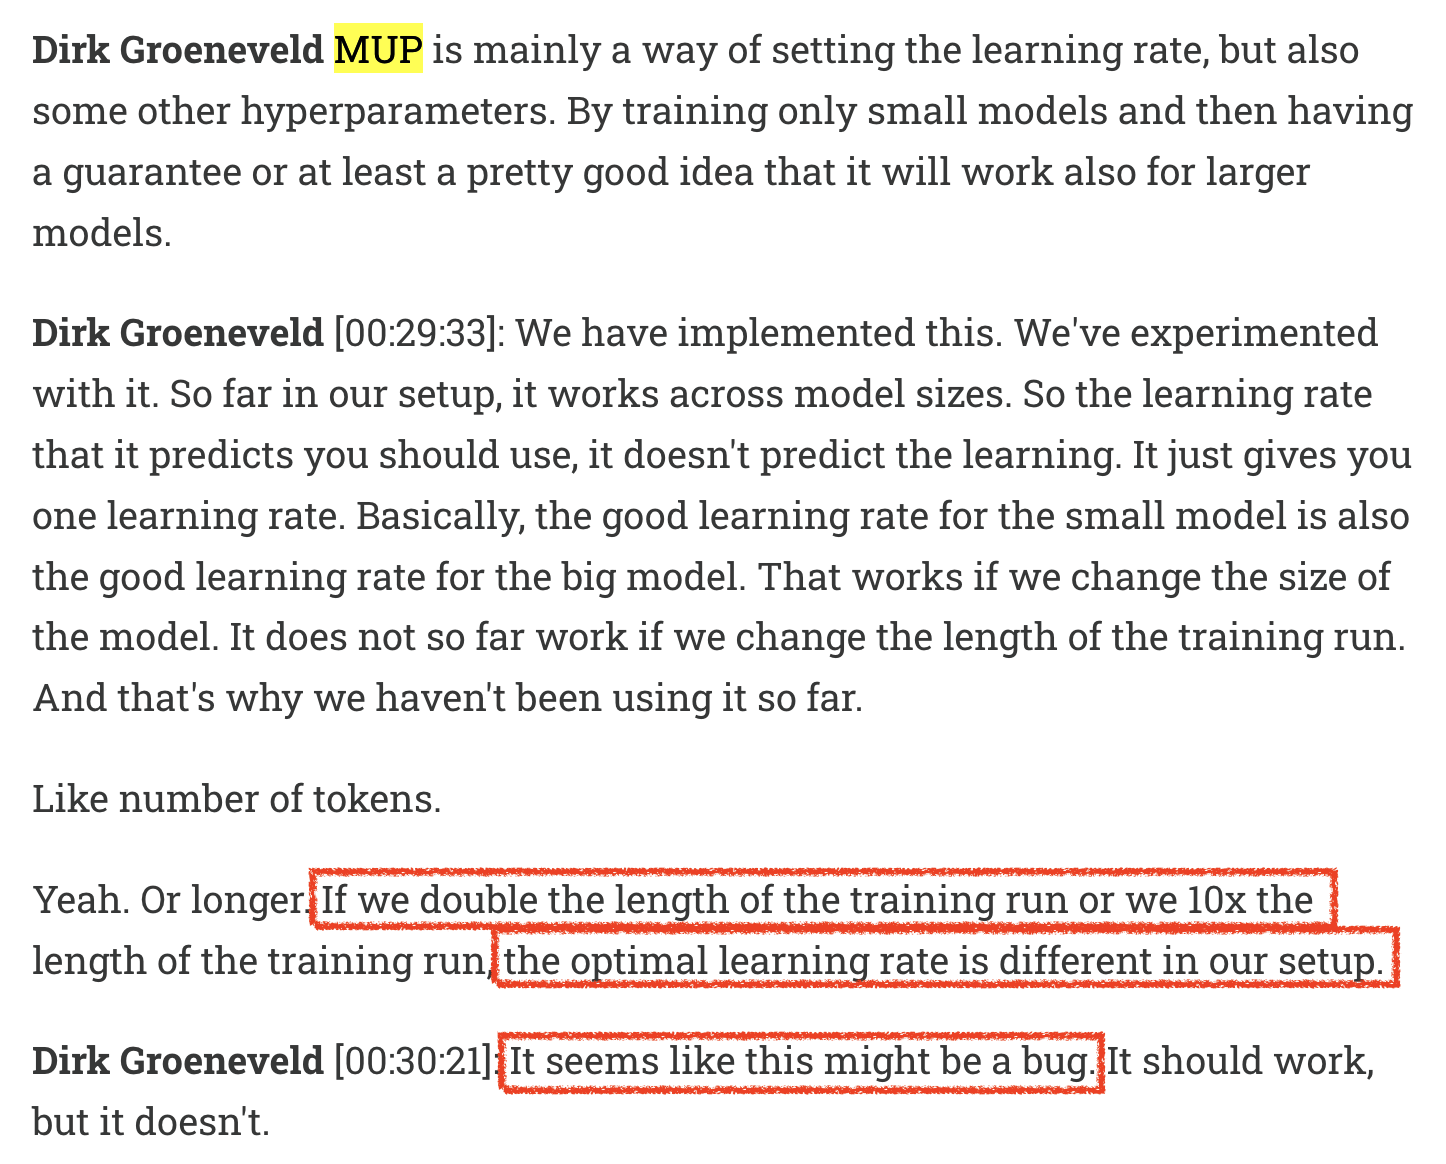 Dirk Groeneveld MUP is mainly a way of setting the learning rate, but also
some other hyperparameters. By training only small models and then having
a guarantee or at least a pretty good idea that it will work also for larger
models.
Dirk Groeneveld [00:29:33]: We have implemented this. We've experimented
with it. So far in our setup, it works across model sizes. So the learning rate
that it predicts you should use, it doesn't predict the learning. It just gives you
one learning rate. Basically, the good learning rate for the small model is also
the good learning rate for the big model. That works if we change the size of
the model. It does not so far work if we change the length of the training run.
And that's why we haven't been using it so far.
Like number of tokens.
Yeah. Or longer. If we double the length of the training run or we 10x the
length of the training run, the optimal learning rate is different in our setup.
Dirk Groeneveld [00:30:21]: It seems like this might be a bug. It should work,
but it doesn't.